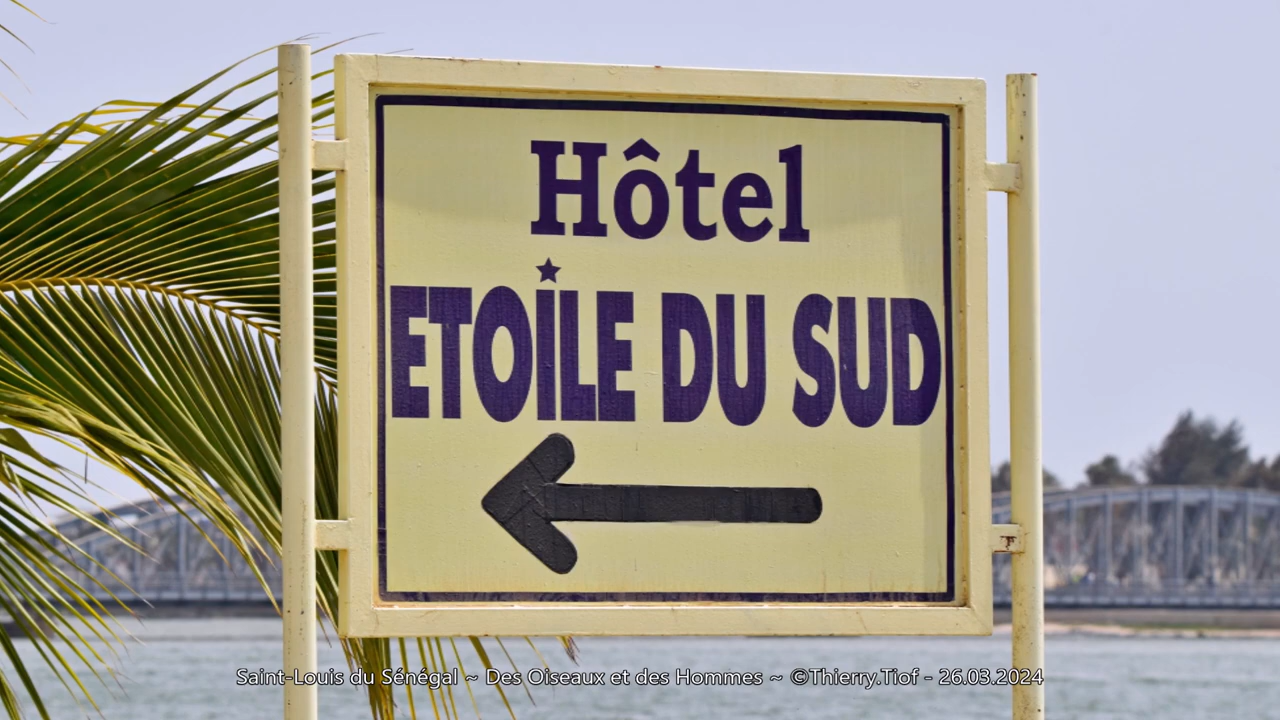 Hôtel
ETOILE DU SUD
Saint-Louis du Sénégal ~ Des Oiseaux et des Hommes ~ ©Thierry.Tiof - 26.03.2024